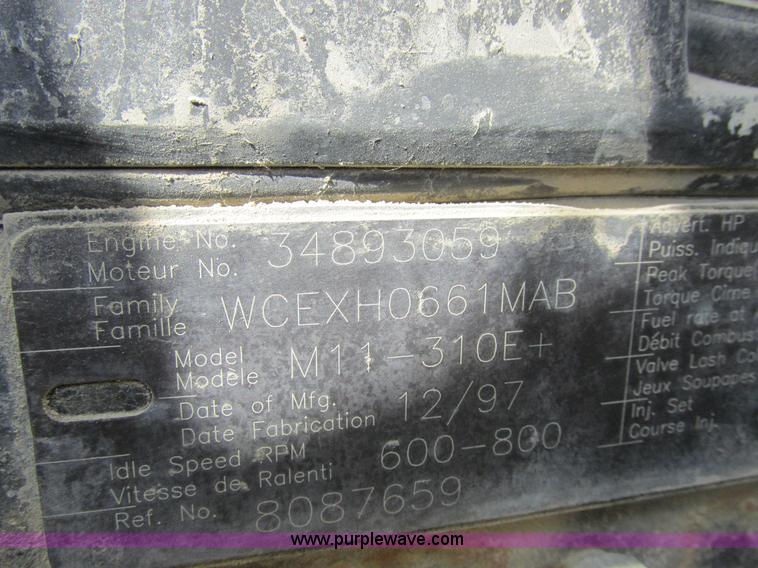 Engine No. 34893059
Moteur No.
Family WCEXH0661MAB
Famille
Model M11-310E+
Modèle
Date of Mfg. 12/97
Date Fabrication
Idle Speed RPM 600-800
Vitesse de Ralenti
Ref. No. 8087659
Advert. HP
Puiss. Indiqu
Peak Torque
Torque Cime
Fuel rate at
Débit Combus
Valve Lash Co
Jeux Soupapes
Inj. Set
Course Inj.
www.purplewave.com